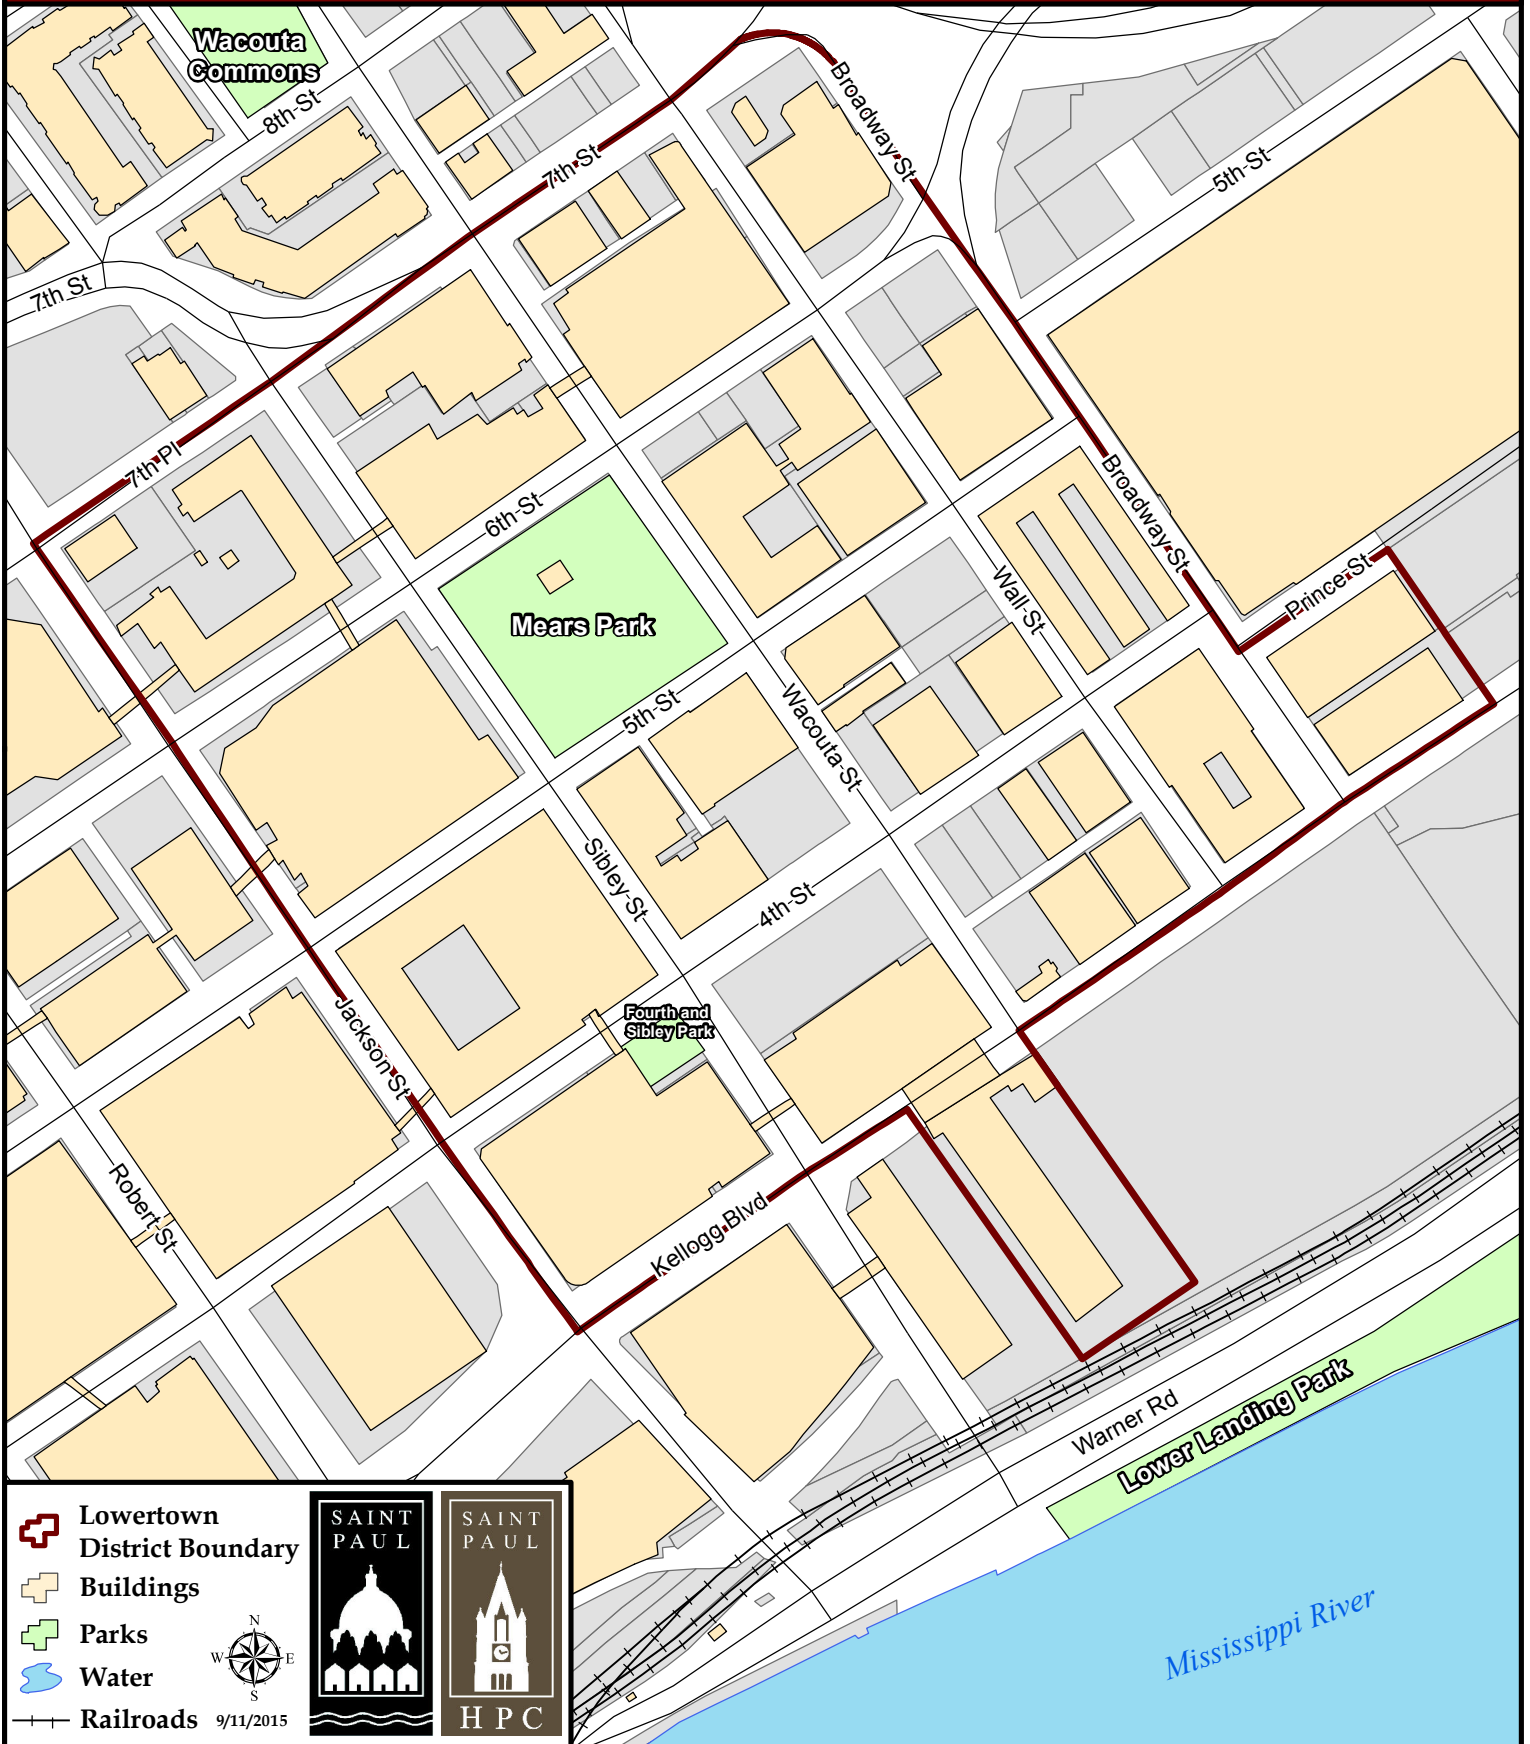 Wacouta
Commons
8th St
Broadway St
7th St
5th St
7th St
7th Pl
6th St
Broadway St
Prince St
Wall St
Mears Park
5th St
Wacouta St
Sibley St
4th St
Fourth and
Sibley Park
Jackson St
Robert St
Kellogg Blvd
Warner Rd
Lower Landing Park
Mississippi River
Lowertown
District Boundary
Buildings
Parks
Water
Railroads
N
W
E
S
9/11/2015
SAINT
PAUL
SAINT
PAUL
HPC